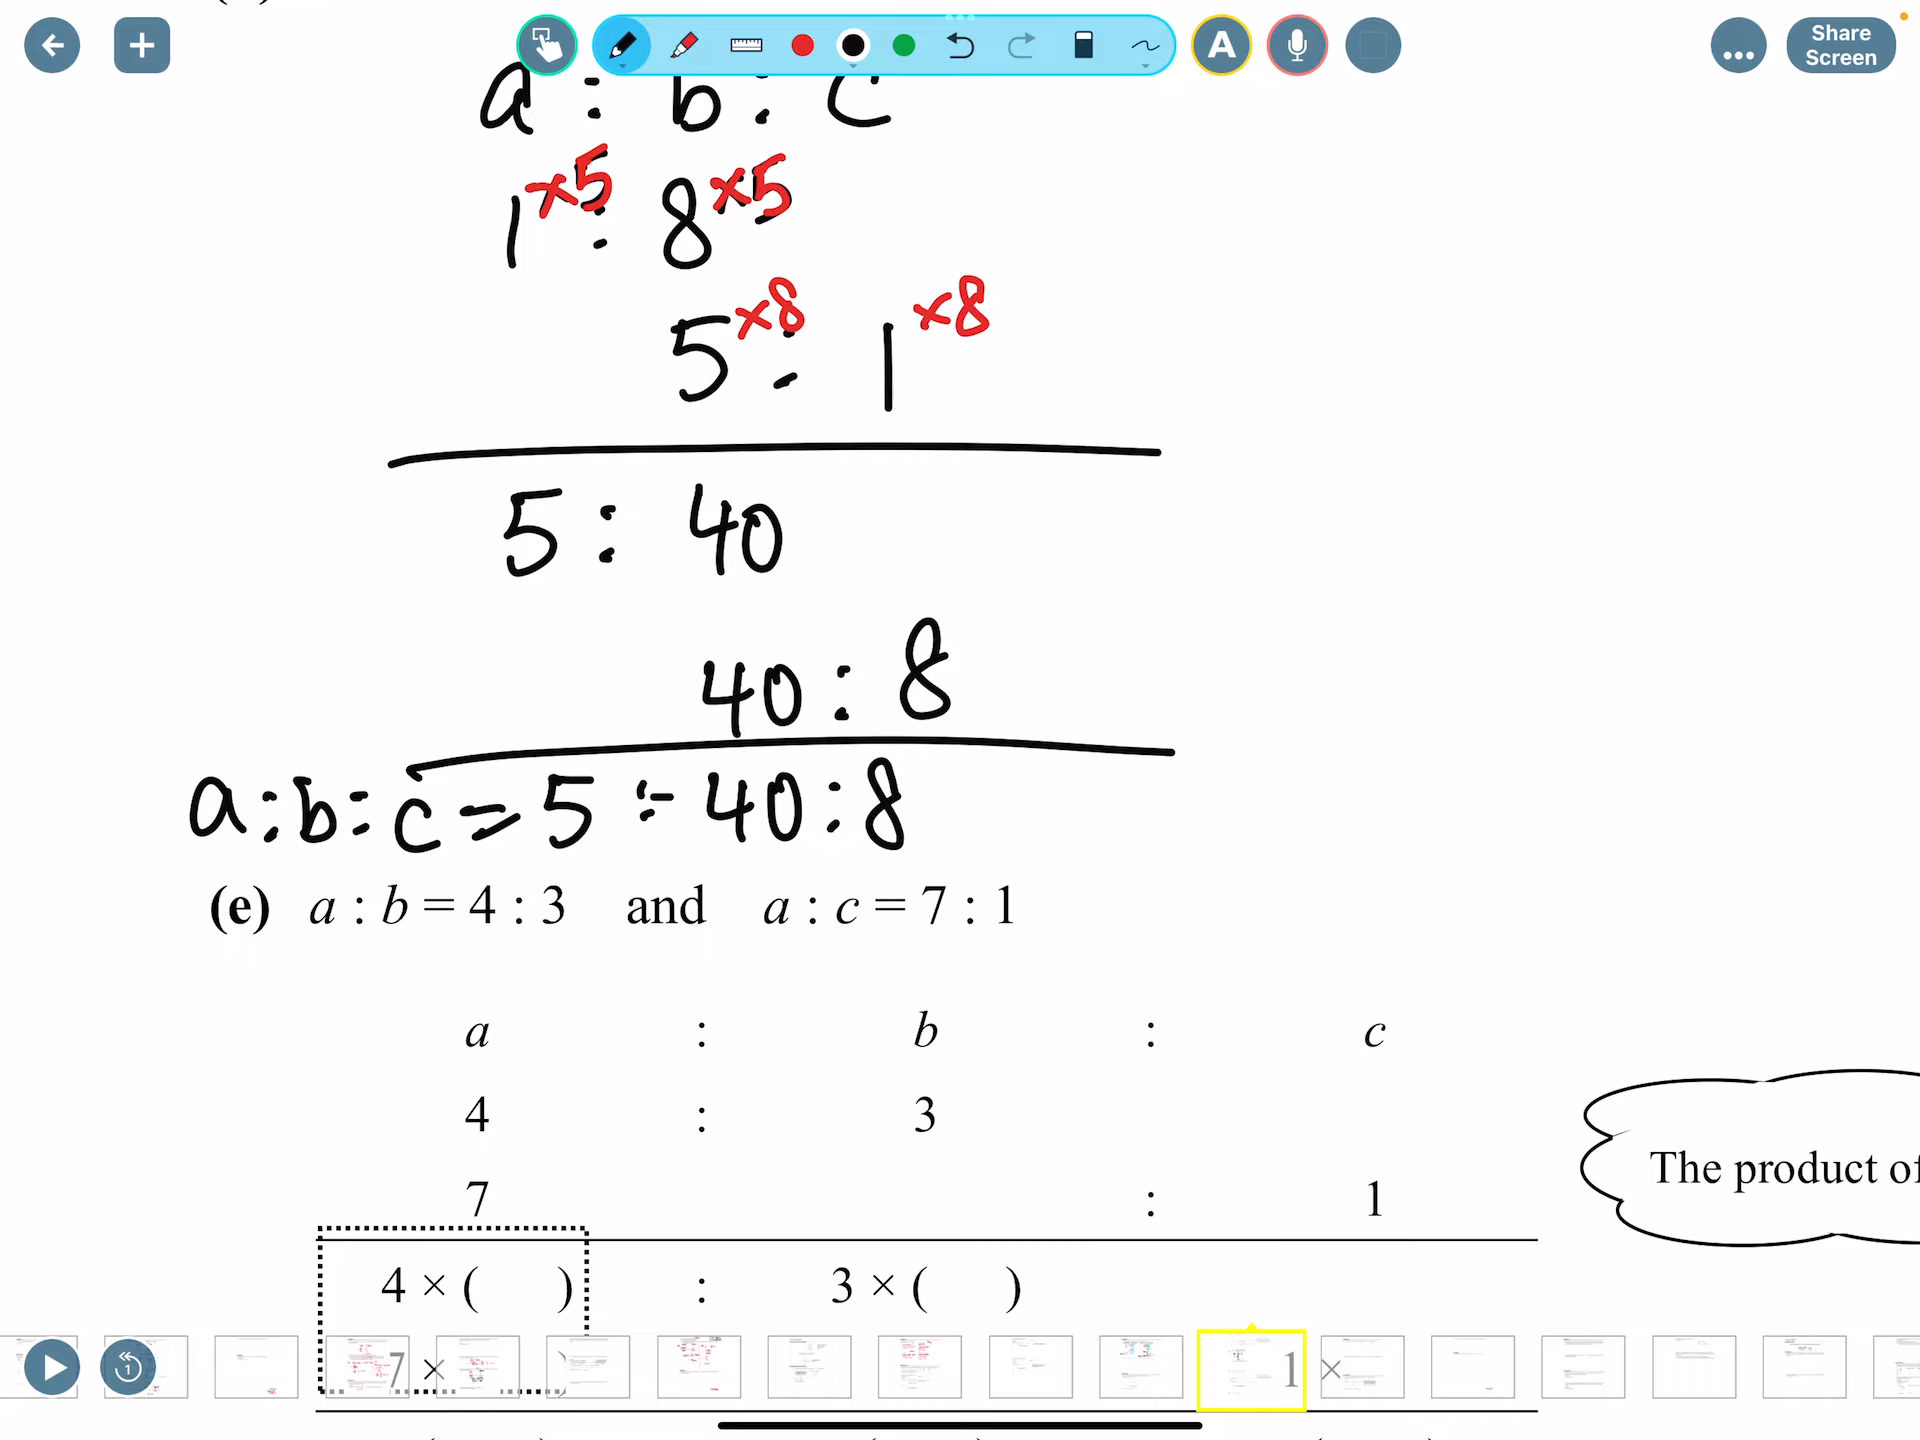 Share
Screen
A
a : b : c
1 ×5 : 8 ×5
5 ×8 : 1 ×8
5 : 40
40 : 8
a : b : c = 5 : 40 : 8
(e) a : b = 4 : 3 and a : c = 7 : 1
a : b : c
4 : 3
7 : 1
The product of
4 × ( ) : 3 × ( )
7 × 1 ×
1